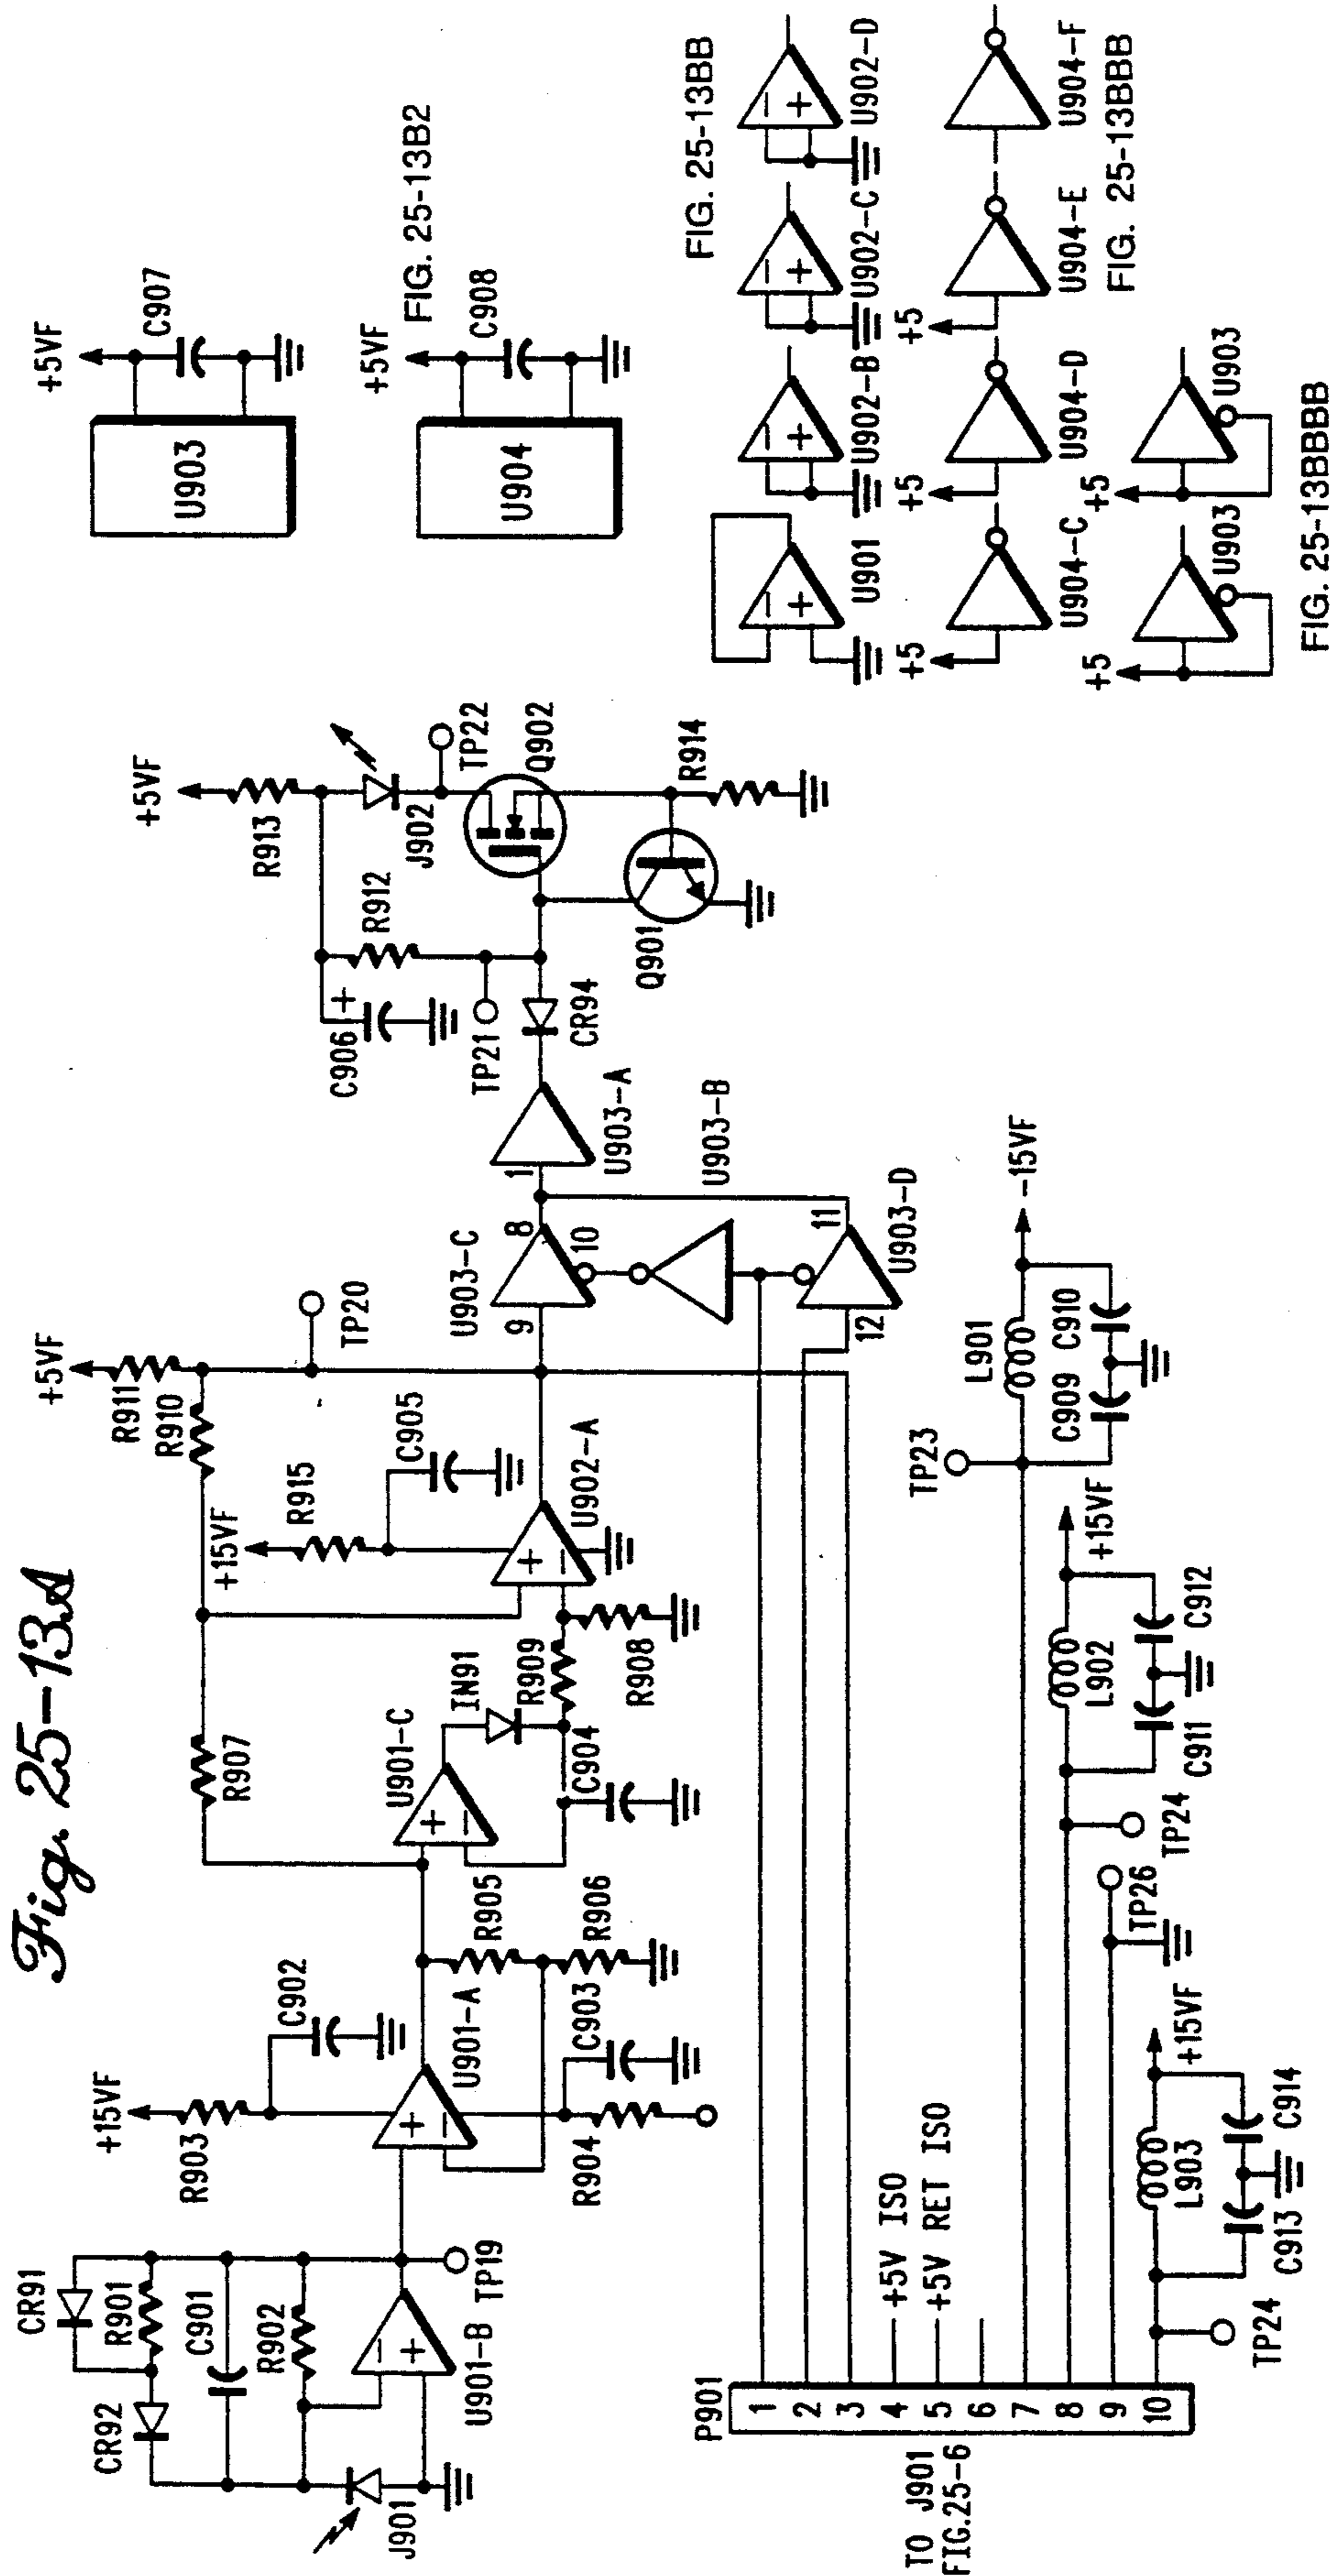 Fig. 25-13A
CR91
R901
CR92
C901
R902
J901
U901-B
TP19
+15VF
R903
C902
U901-A
R904
C903
R905
R906
U901-C
R907
IN91
R909
C904
R908
+15VF
R915
C905
U902-A
R910
R911
+5VF
TP20
U903-C
9
8
10
U903-B
12
11
U903-D
1
U903-A
CR94
TP21
C906
R912
R913
+5VF
J902
TP22
Q902
Q901
R914
P901
1
2
3
4
5
6
7
8
9
10
TO J901
FIG.25-6
+5V ISO
+5V RET ISO
TP24
C913
L903
C914
+15VF
TP26
TP24
C911
L902
C912
+15VF
TP23
C909
L901
C910
-15VF
U903
+5VF
C907
U904
+5VF
C908
FIG. 25-13B2
FIG. 25-13BB
U901
U902-B
U902-C
U902-D
+5
U904-C
+5
U904-D
+5
U904-E
U904-F
FIG. 25-13BBB
+5
U903
+5
U903
FIG. 25-13BBBB